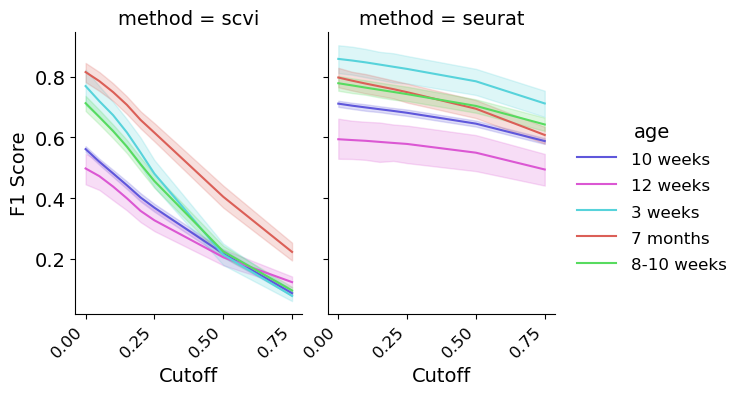 method = scvi
method = seurat
F1 Score
0.8
0.6
0.4
0.2
0.00
0.25
0.50
0.75
Cutoff
0.00
0.25
0.50
0.75
Cutoff
age
10 weeks
12 weeks
3 weeks
7 months
8-10 weeks